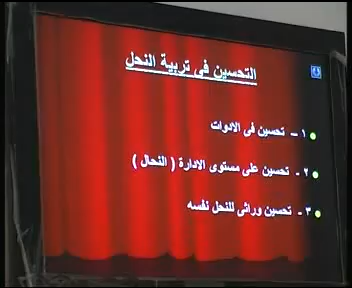 التحسين فى تربية النحل
١ – تحسين فى الادوات
٢ - تحسين على مستوى الادارة ( النحال )
٣ - تحسين وراثى للنحل نفسه